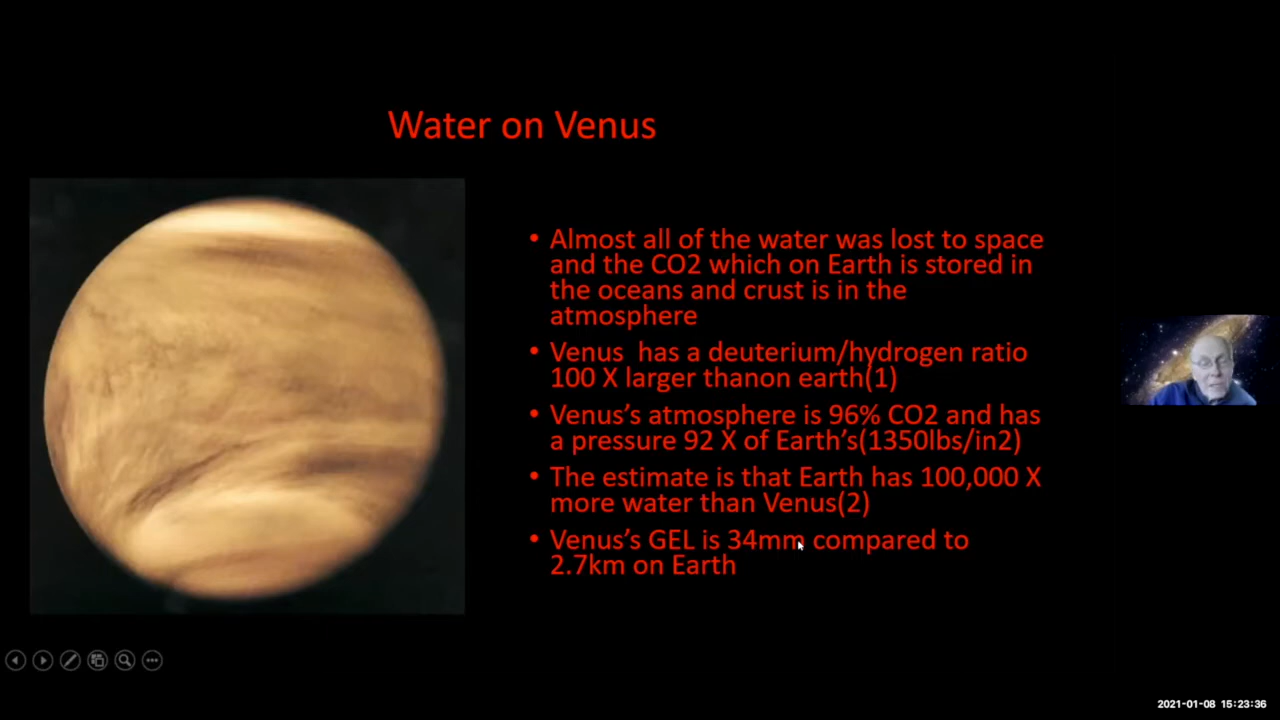 Water on Venus
• Almost all of the water was lost to space
and the CO2 which on Earth is stored in
the oceans and crust is in the
atmosphere
• Venus  has a deuterium/hydrogen ratio
100 X larger thanon earth(1)
• Venus’s atmosphere is 96% CO2 and has
a pressure 92 X of Earth’s(1350lbs/in2)
• The estimate is that Earth has 100,000 X
more water than Venus(2)
• Venus’s GEL is 34mm compared to
2.7km on Earth
2021-01-08 15:23:36